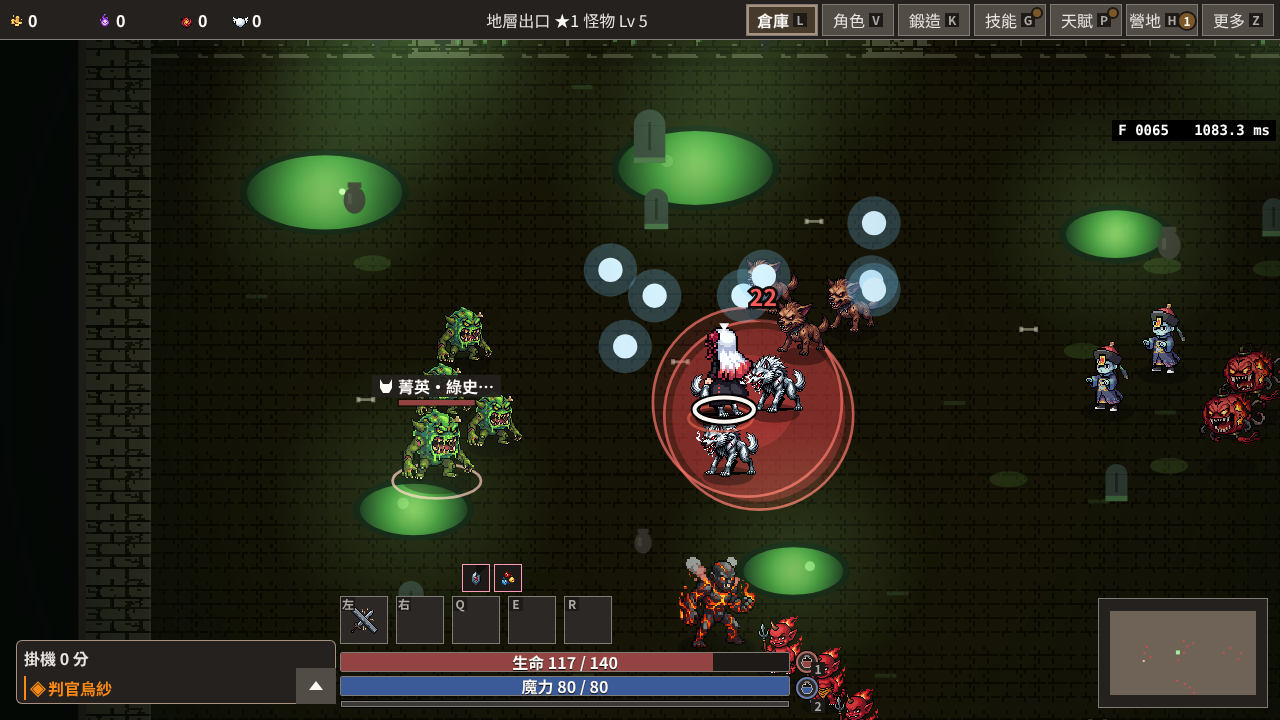 0 0 0 0
地層出口 ★1 怪物 Lv 5
倉庫 L
角色 V
鍛造 K
技能 G
天賦 P
營地 H 1
更多 Z
F 0065 1083.3 ms
22
菁英・綠史⋯
左 右 Q E R
掛機 0 分
◈ 判官烏紗
生命 117 / 140
1
魔力 80 / 80
2